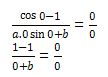 cos 0−1/a.0 sin 0+b = 0/0
1−1/0+b = 0/0